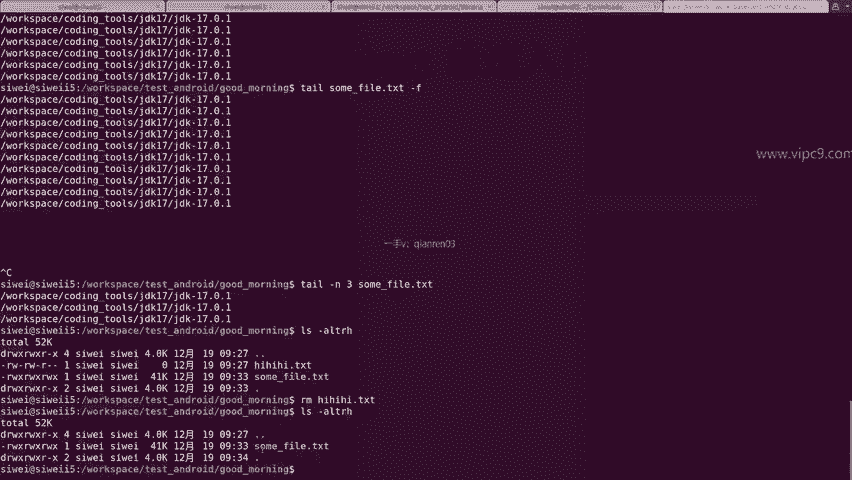 /workspace/coding_tools/jdk17/jdk-17.0.1
/workspace/coding_tools/jdk17/jdk-17.0.1
/workspace/coding_tools/jdk17/jdk-17.0.1
/workspace/coding_tools/jdk17/jdk-17.0.1
/workspace/coding_tools/jdk17/jdk-17.0.1
/workspace/coding_tools/jdk17/jdk-17.0.1
siwei@siweii5:/workspace/test_android/good_morning$ tail some_file.txt -f
/workspace/coding_tools/jdk17/jdk-17.0.1
/workspace/coding_tools/jdk17/jdk-17.0.1
/workspace/coding_tools/jdk17/jdk-17.0.1
/workspace/coding_tools/jdk17/jdk-17.0.1
/workspace/coding_tools/jdk17/jdk-17.0.1
/workspace/coding_tools/jdk17/jdk-17.0.1
/workspace/coding_tools/jdk17/jdk-17.0.1
/workspace/coding_tools/jdk17/jdk-17.0.1
/workspace/coding_tools/jdk17/jdk-17.0.1
/workspace/coding_tools/jdk17/jdk-17.0.1
www.vipc9.com
一手v: qianren03
^C
siwei@siweii5:/workspace/test_android/good_morning$ tail -n 3 some_file.txt
/workspace/coding_tools/jdk17/jdk-17.0.1
/workspace/coding_tools/jdk17/jdk-17.0.1
/workspace/coding_tools/jdk17/jdk-17.0.1
siwei@siweii5:/workspace/test_android/good_morning$ ls -altrh
total 52K
drwxrwxr-x 4 siwei siwei 4.0K 12月 19 09:27 ..
-rw-rw-r-- 1 siwei siwei 0 12月 19 09:27 hihihi.txt
-rwxrwxrwx 1 siwei siwei 41K 12月 19 09:33 some_file.txt
drwxrwxr-x 2 siwei siwei 4.0K 12月 19 09:33 .
siwei@siweii5:/workspace/test_android/good_morning$ rm hihihi.txt
siwei@siweii5:/workspace/test_android/good_morning$ ls -altrh
total 52K
drwxrwxr-x 4 siwei siwei 4.0K 12月 19 09:27 ..
-rwxrwxrwx 1 siwei siwei 41K 12月 19 09:33 some_file.txt
drwxrwxr-x 2 siwei siwei 4.0K 12月 19 09:34 .
siwei@siweii5:/workspace/test_android/good_morning$